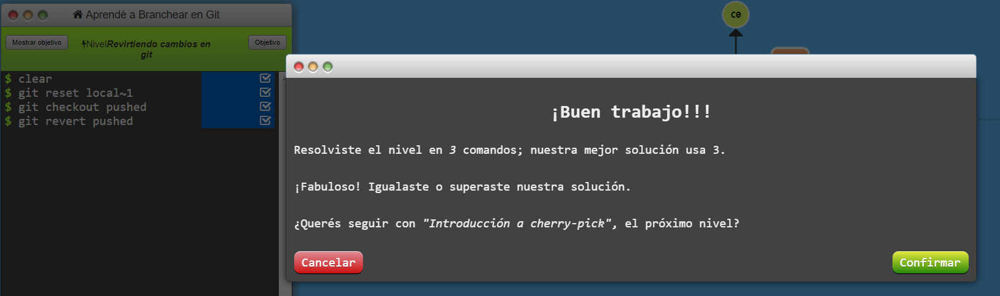 Aprendé a Branchear en Git
Mostrar objetivo
NivelRevirtiendo cambios en
git
Objetivo
$ clear
$ git reset local~1
$ git checkout pushed
$ git revert pushed
C0
¡Buen trabajo!!!
Resolviste el nivel en 3 comandos; nuestra mejor solución usa 3.
¡Fabuloso! Igualaste o superaste nuestra solución.
¿Querés seguir con "Introducción a cherry-pick", el próximo nivel?
Cancelar
Confirmar